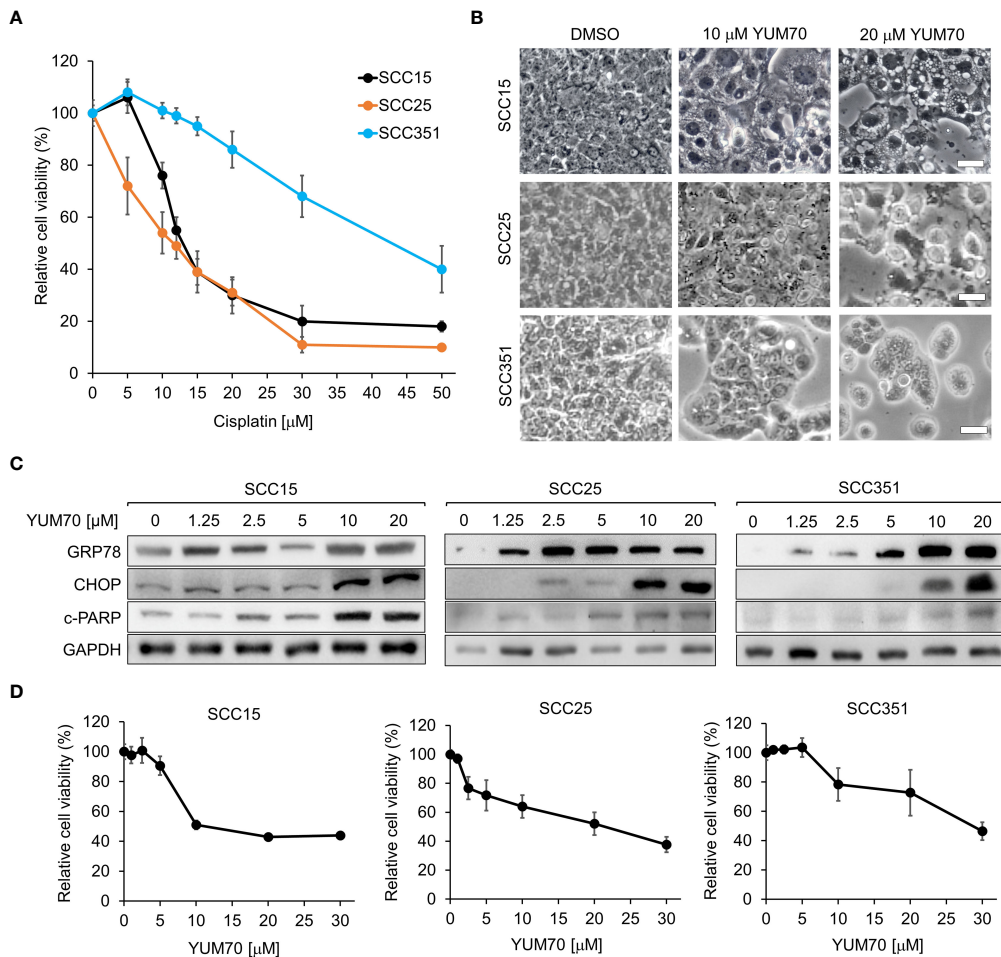 A
Relative cell viability (%)
120
100
80
60
40
20
0
SCC15
SCC25
SCC351
0 5 10 15 20 25 30 35 40 45 50
Cisplatin [μM]
B
DMSO 10 μM YUM70 20 μM YUM70
SCC15
SCC25
SCC351
C
SCC15 SCC25 SCC351
YUM70 [μM] 0 1.25 2.5 5 10 20 0 1.25 2.5 5 10 20 0 1.25 2.5 5 10 20
GRP78
CHOP
c-PARP
GAPDH
D
SCC15
Relative cell viability (%)
120
100
80
60
40
20
0
0 5 10 15 20 25 30
YUM70 [μM]
SCC25
Relative cell viability (%)
120
100
80
60
40
20
0
0 5 10 15 20 25 30
YUM70 [μM]
SCC351
Relative cell viability (%)
120
100
80
60
40
20
0
0 5 10 15 20 25 30
YUM70 [μM]